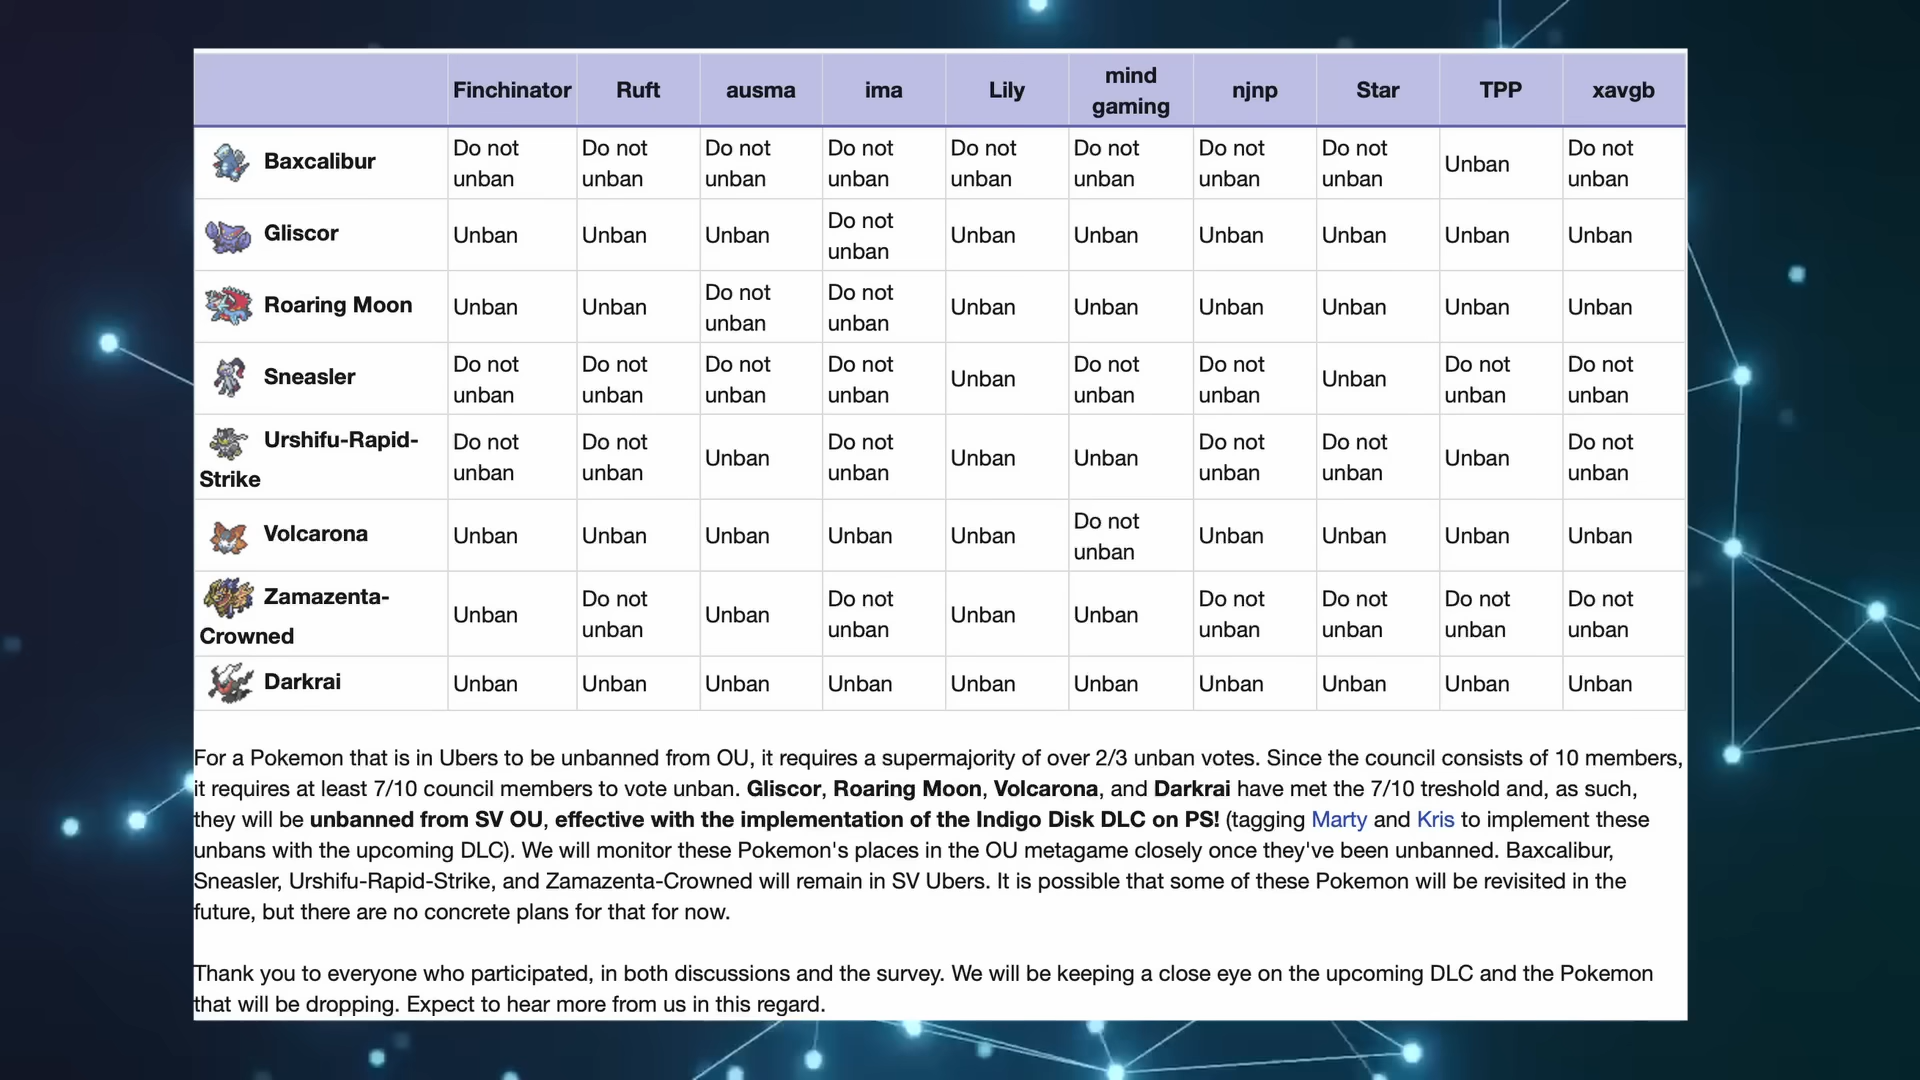 Finchinator Ruft ausma ima Lily mind gaming njnp Star TPP xavgb
Baxcalibur Do not unban Do not unban Do not unban Do not unban Do not unban Do not unban Do not unban Do not unban Unban Do not unban
Gliscor Unban Unban Unban Do not unban Unban Unban Unban Unban Unban Unban
Roaring Moon Unban Unban Do not unban Do not unban Unban Unban Unban Unban Unban Unban
Sneasler Do not unban Do not unban Do not unban Do not unban Unban Do not unban Do not unban Unban Do not unban Do not unban
Urshifu-Rapid-Strike Do not unban Do not unban Unban Do not unban Unban Unban Do not unban Do not unban Unban Do not unban
Volcarona Unban Unban Unban Unban Unban Do not unban Unban Unban Unban Unban
Zamazenta-Crowned Unban Do not unban Unban Do not unban Unban Unban Do not unban Do not unban Do not unban Do not unban
Darkrai Unban Unban Unban Unban Unban Unban Unban Unban Unban Unban
For a Pokemon that is in Ubers to be unbanned from OU, it requires a supermajority of over 2/3 unban votes. Since the council consists of 10 members,
it requires at least 7/10 council members to vote unban. Gliscor, Roaring Moon, Volcarona, and Darkrai have met the 7/10 treshold and, as such,
they will be unbanned from SV OU, effective with the implementation of the Indigo Disk DLC on PS! (tagging Marty and Kris to implement these
unbans with the upcoming DLC). We will monitor these Pokemon's places in the OU metagame closely once they've been unbanned. Baxcalibur,
Sneasler, Urshifu-Rapid-Strike, and Zamazenta-Crowned will remain in SV Ubers. It is possible that some of these Pokemon will be revisited in the
future, but there are no concrete plans for that for now.
Thank you to everyone who participated, in both discussions and the survey. We will be keeping a close eye on the upcoming DLC and the Pokemon
that will be dropping. Expect to hear more from us in this regard.